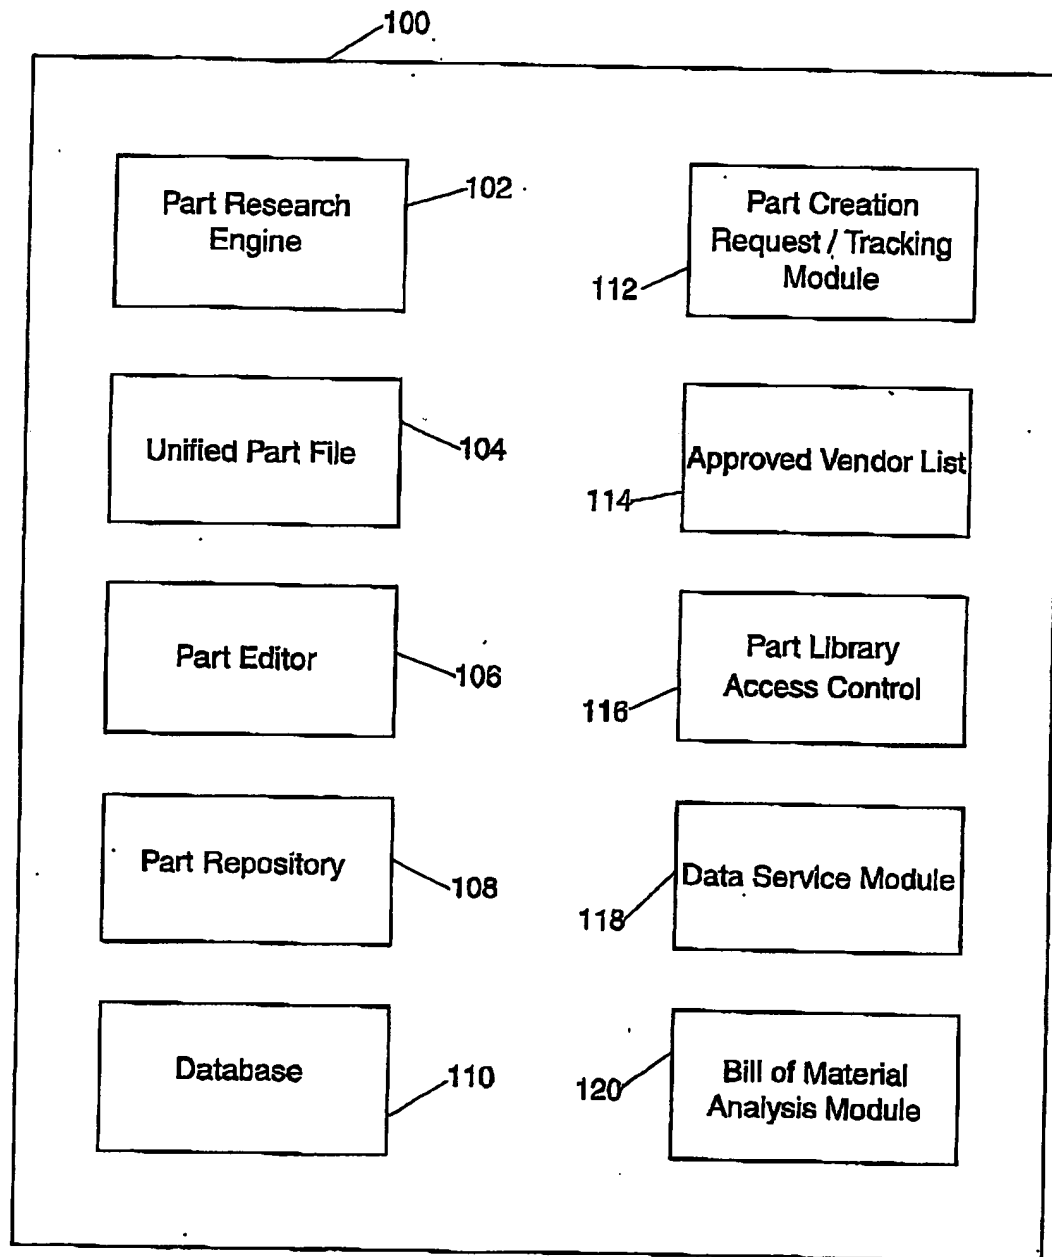 100
Part Research
Engine
102
Unified Part File
104
Part Editor
106
Part Repository
108
Database
110
Part Creation
Request / Tracking
Module
112
Approved Vendor List
114
Part Library
Access Control
116
Data Service Module
118
Bill of Material
Analysis Module
120